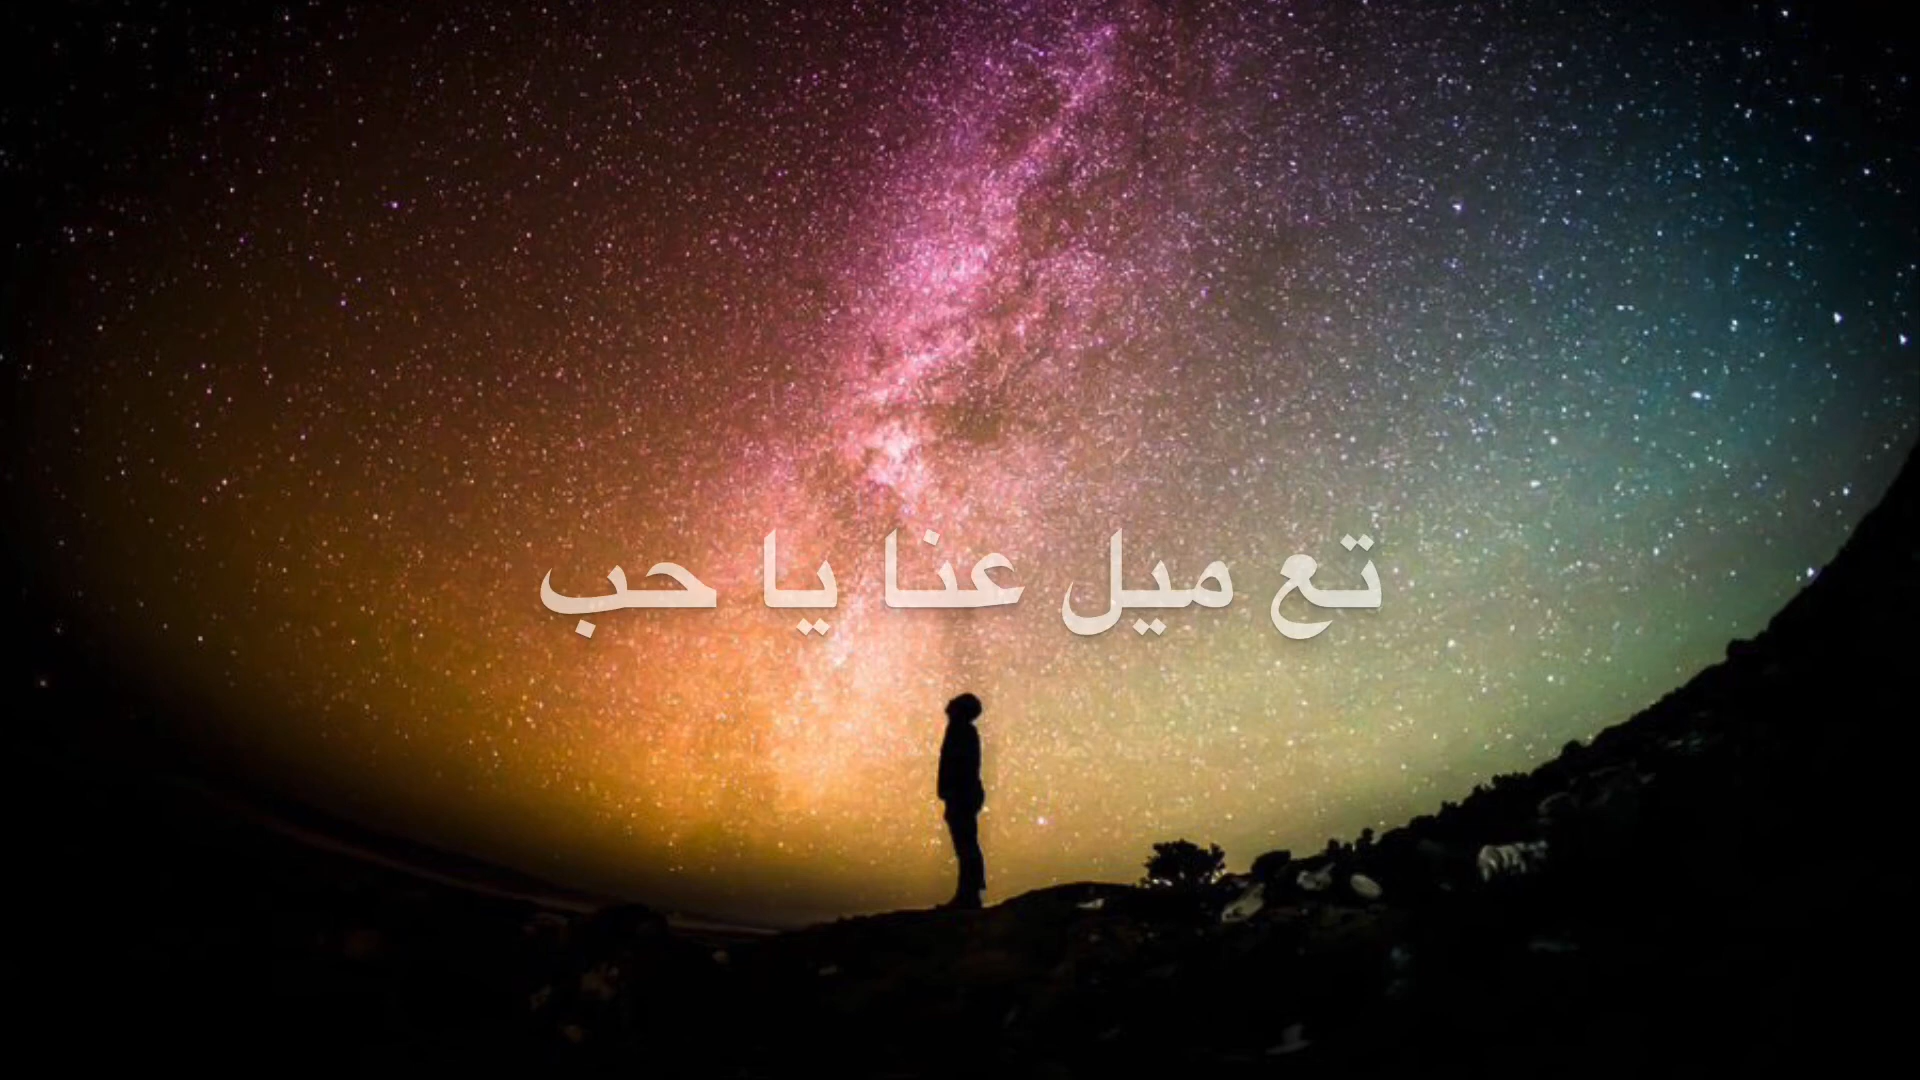 تع ميل عنا يا حب